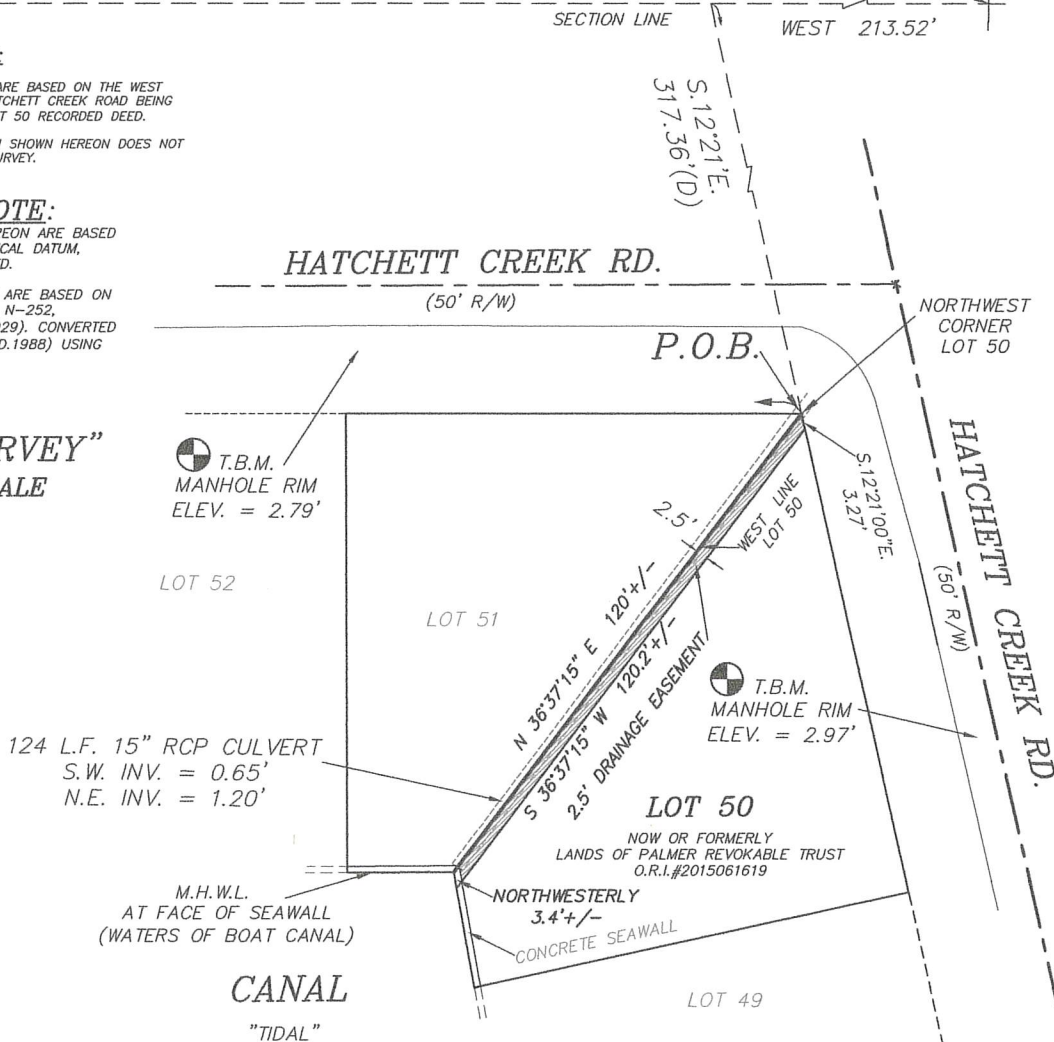 SECTION LINE
WEST 213.52'
ARE BASED ON THE WEST
TCHETT CREEK ROAD BEING
T 50 RECORDED DEED.
SHOWN HEREON DOES NOT
URVEY.
S.12°21'E.
317.36'(D)
OTE:
REON ARE BASED
CAL DATUM,
D.
ARE BASED ON
N-252,
929). CONVERTED
D.1988) USING
HATCHETT CREEK RD.
(50' R/W)
NORTHWEST
CORNER
LOT 50
P.O.B.
RVEY"
ALE
T.B.M.
MANHOLE RIM
ELEV. = 2.79'
S.12°21'00"E.
3.27'
2.5'
WEST LINE
LOT 50
HATCHETT CREEK RD.
(50' R/W)
LOT 52
LOT 51
N 36°37'15" E 120'+/-
S 36°37'15" W 120.2'+/-
2.5' DRAINAGE EASEMENT
T.B.M.
MANHOLE RIM
ELEV. = 2.97'
124 L.F. 15" RCP CULVERT
S.W. INV. = 0.65'
N.E. INV. = 1.20'
LOT 50
NOW OR FORMERLY
LANDS OF PALMER REVOKABLE TRUST
O.R.I.#2015061619
M.H.W.L.
AT FACE OF SEAWALL
(WATERS OF BOAT CANAL)
NORTHWESTERLY
3.4'+/-
CONCRETE SEAWALL
CANAL
"TIDAL"
LOT 49